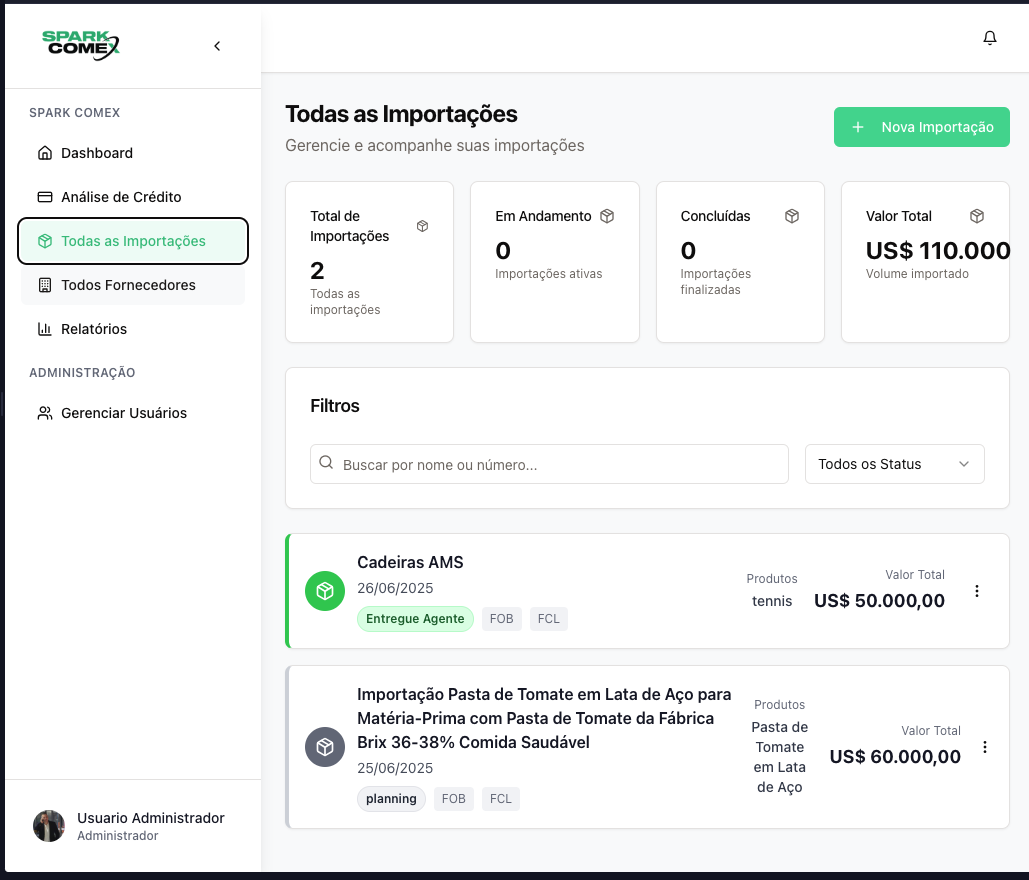 SPARK
COMEX
SPARK COMEX
Dashboard
Análise de Crédito
Todas as Importações
Todos Fornecedores
Relatórios
ADMINISTRAÇÃO
Gerenciar Usuários
Usuario Administrador
Administrador
Todas as Importações
Gerencie e acompanhe suas importações
+ Nova Importação
Total de
Importações
2
Todas as
importações
Em Andamento
0
Importações ativas
Concluídas
0
Importações
finalizadas
Valor Total
US$ 110.000
Volume importado
Filtros
Buscar por nome ou número...
Todos os Status
Cadeiras AMS
26/06/2025
Entregue Agente
FOB
FCL
Produtos
tennis
Valor Total
US$ 50.000,00
Importação Pasta de Tomate em Lata de Aço para
Matéria-Prima com Pasta de Tomate da Fábrica
Brix 36-38% Comida Saudável
25/06/2025
planning
FOB
FCL
Produtos
Pasta de
Tomate
em Lata
de Aço
Valor Total
US$ 60.000,00